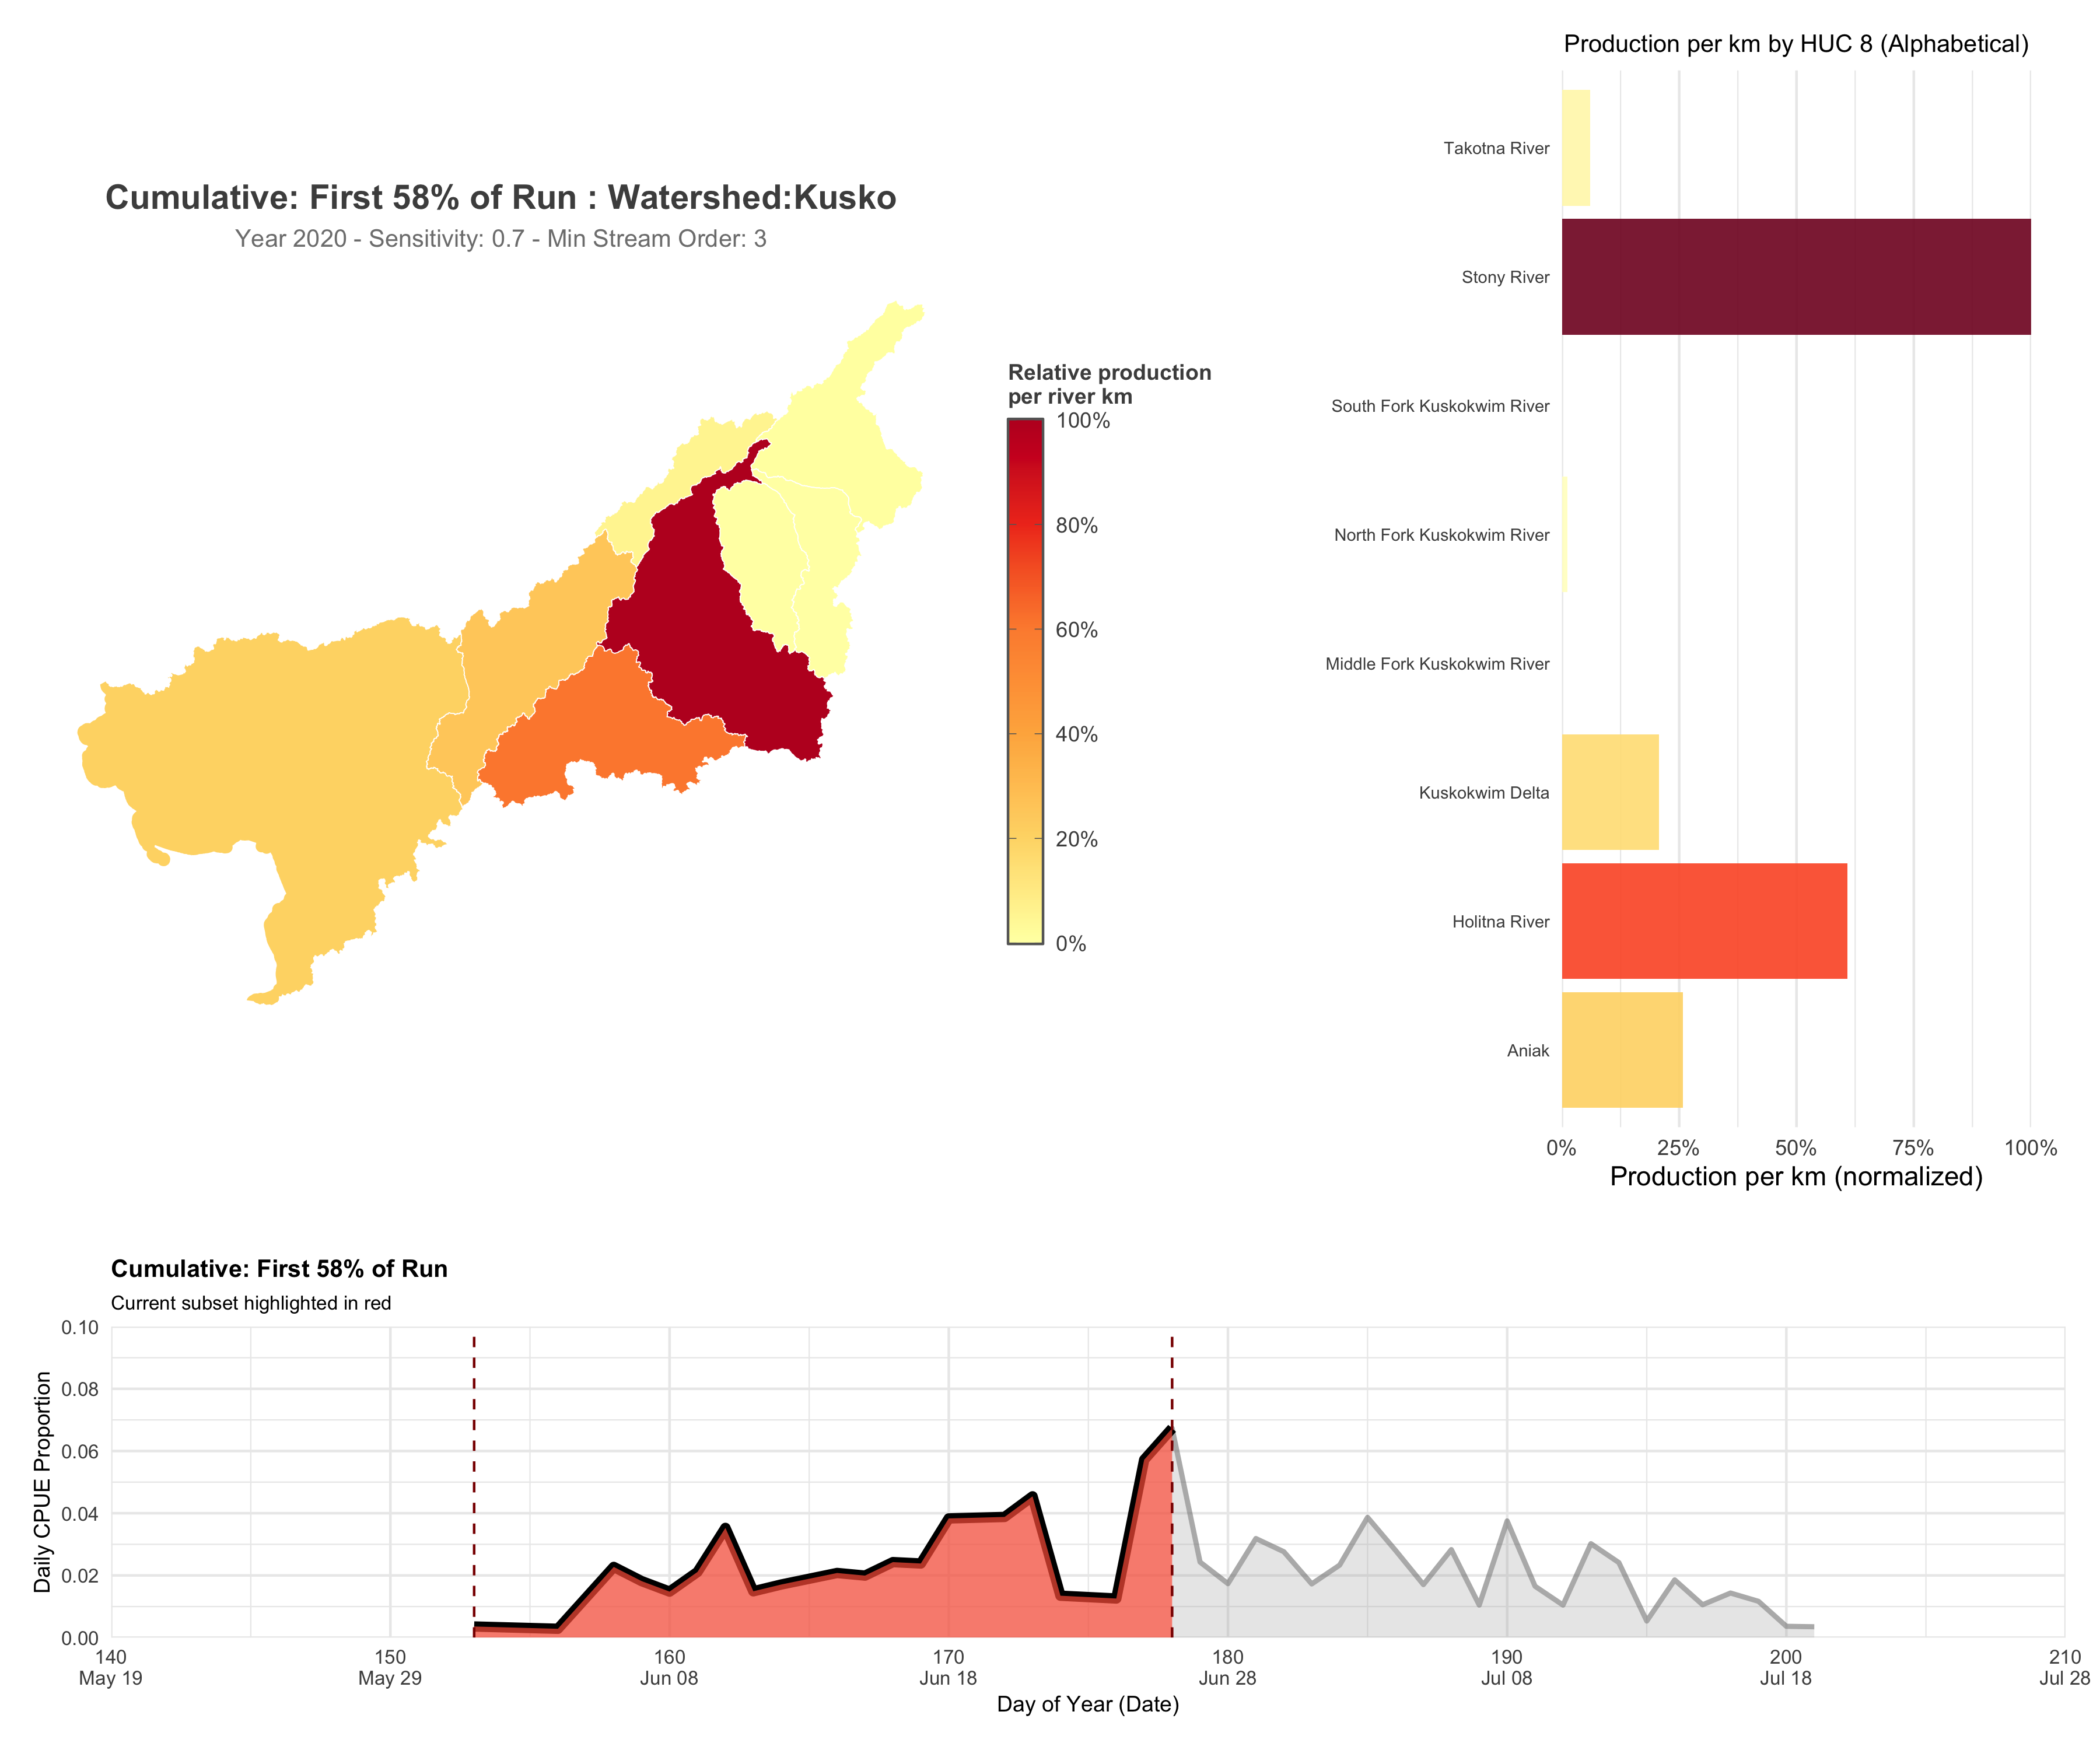 Cumulative: First 58% of Run : Watershed:Kusko
Year 2020 - Sensitivity: 0.7 - Min Stream Order: 3
Relative production
per river km
100%
80%
60%
40%
20%
0%
Production per km by HUC 8 (Alphabetical)
Takotna River
Stony River
South Fork Kuskokwim River
North Fork Kuskokwim River
Middle Fork Kuskokwim River
Kuskokwim Delta
Holitna River
Aniak
0% 25% 50% 75% 100%
Production per km (normalized)
Cumulative: First 58% of Run
Current subset highlighted in red
Daily CPUE Proportion
0.10
0.08
0.06
0.04
0.02
0.00
140 150 160 170 180 190 200 210
May 19 May 29 Jun 08 Jun 18 Jun 28 Jul 08 Jul 18 Jul 28
Day of Year (Date)